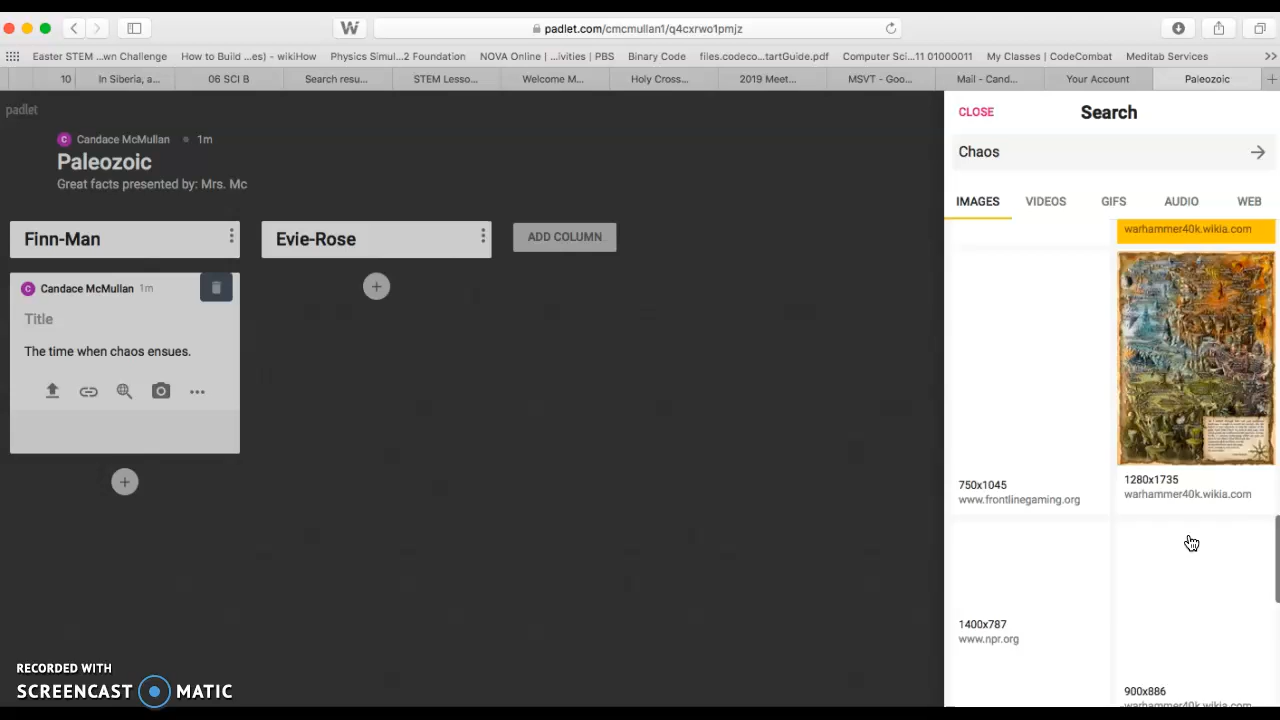 W
padlet.com/cmcmullan1/q4cxrwo1pmjz
Easter STEM ...wn Challenge
How to Build ...es) - wikiHow
Physics Simul...2 Foundation
NOVA Online |...ivities | PBS
Binary Code
files.codeco...tartGuide.pdf
Computer Sci...11 01000011
My Classes | CodeCombat
Meditab Services
10
In Siberia, a...
06 SCI B
Search resu...
STEM Lesso...
Welcome M...
Holy Cross...
2019 Meet...
MSVT - Goo...
Mail - Cand...
Your Account
Paleozoic
padlet
C Candace McMullan 1m
Paleozoic
Great facts presented by: Mrs. Mc
Finn-Man
Evie-Rose
ADD COLUMN
C Candace McMullan 1m
Title
The time when chaos ensues.
CLOSE
Search
Chaos
IMAGES
VIDEOS
GIFS
AUDIO
WEB
warhammer40k.wikia.com
750x1045
www.frontlinegaming.org
1280x1735
warhammer40k.wikia.com
1400x787
www.npr.org
900x886
warhammer40k.wikia.com
RECORDED WITH
SCREENCAST MATIC